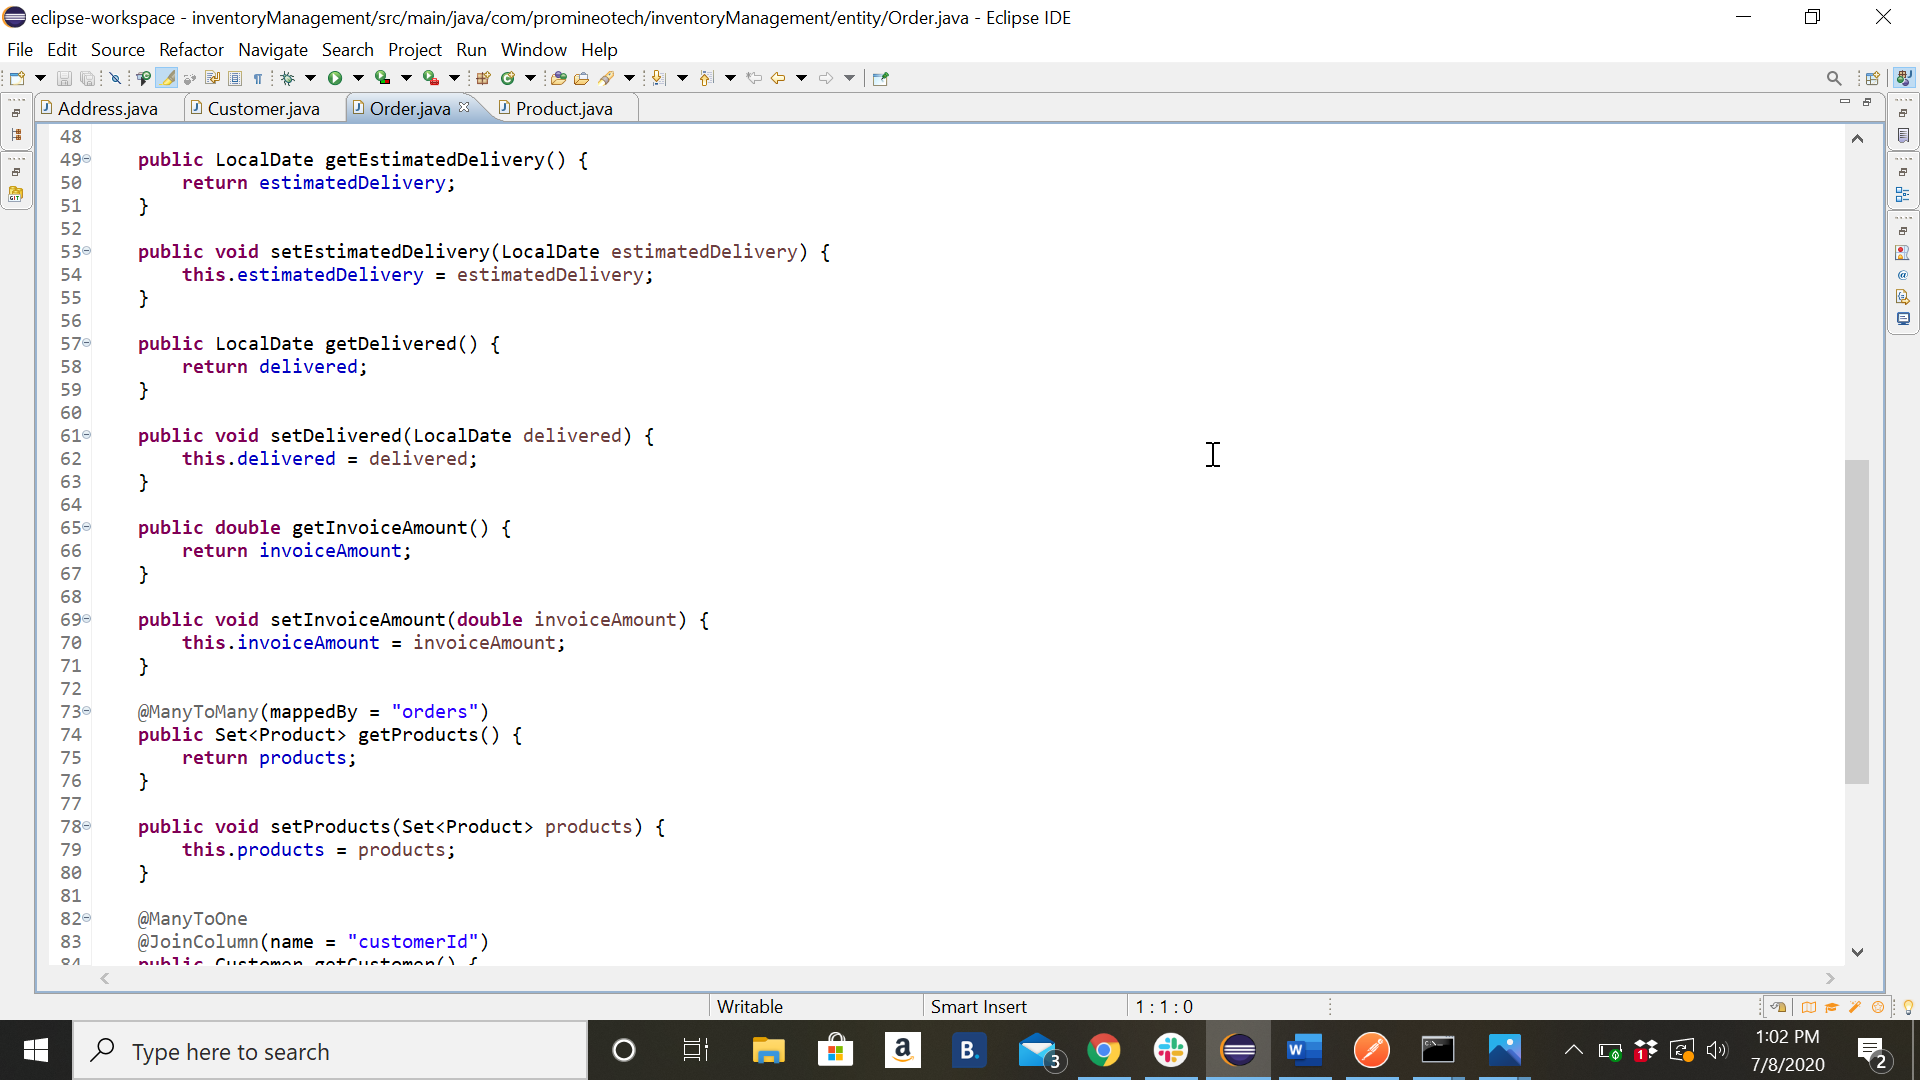 eclipse-workspace - inventoryManagement/src/main/java/com/promineotech/inventoryManagement/entity/Order.java - Eclipse IDE
File Edit Source Refactor Navigate Search Project Run Window Help
Address.java Customer.java Order.java Product.java
48
49 public LocalDate getEstimatedDelivery() {
50 return estimatedDelivery;
51 }
52
53 public void setEstimatedDelivery(LocalDate estimatedDelivery) {
54 this.estimatedDelivery = estimatedDelivery;
55 }
56
57 public LocalDate getDelivered() {
58 return delivered;
59 }
60
61 public void setDelivered(LocalDate delivered) {
62 this.delivered = delivered;
63 }
64
65 public double getInvoiceAmount() {
66 return invoiceAmount;
67 }
68
69 public void setInvoiceAmount(double invoiceAmount) {
70 this.invoiceAmount = invoiceAmount;
71 }
72
73 @ManyToMany(mappedBy = "orders")
74 public Set<Product> getProducts() {
75 return products;
76 }
77
78 public void setProducts(Set<Product> products) {
79 this.products = products;
80 }
81
82 @ManyToOne
83 @JoinColumn(name = "customerId")
84 public Customer getCustomer() {
Writable Smart Insert 1 : 1 : 0
Type here to search
1:02 PM
7/8/2020